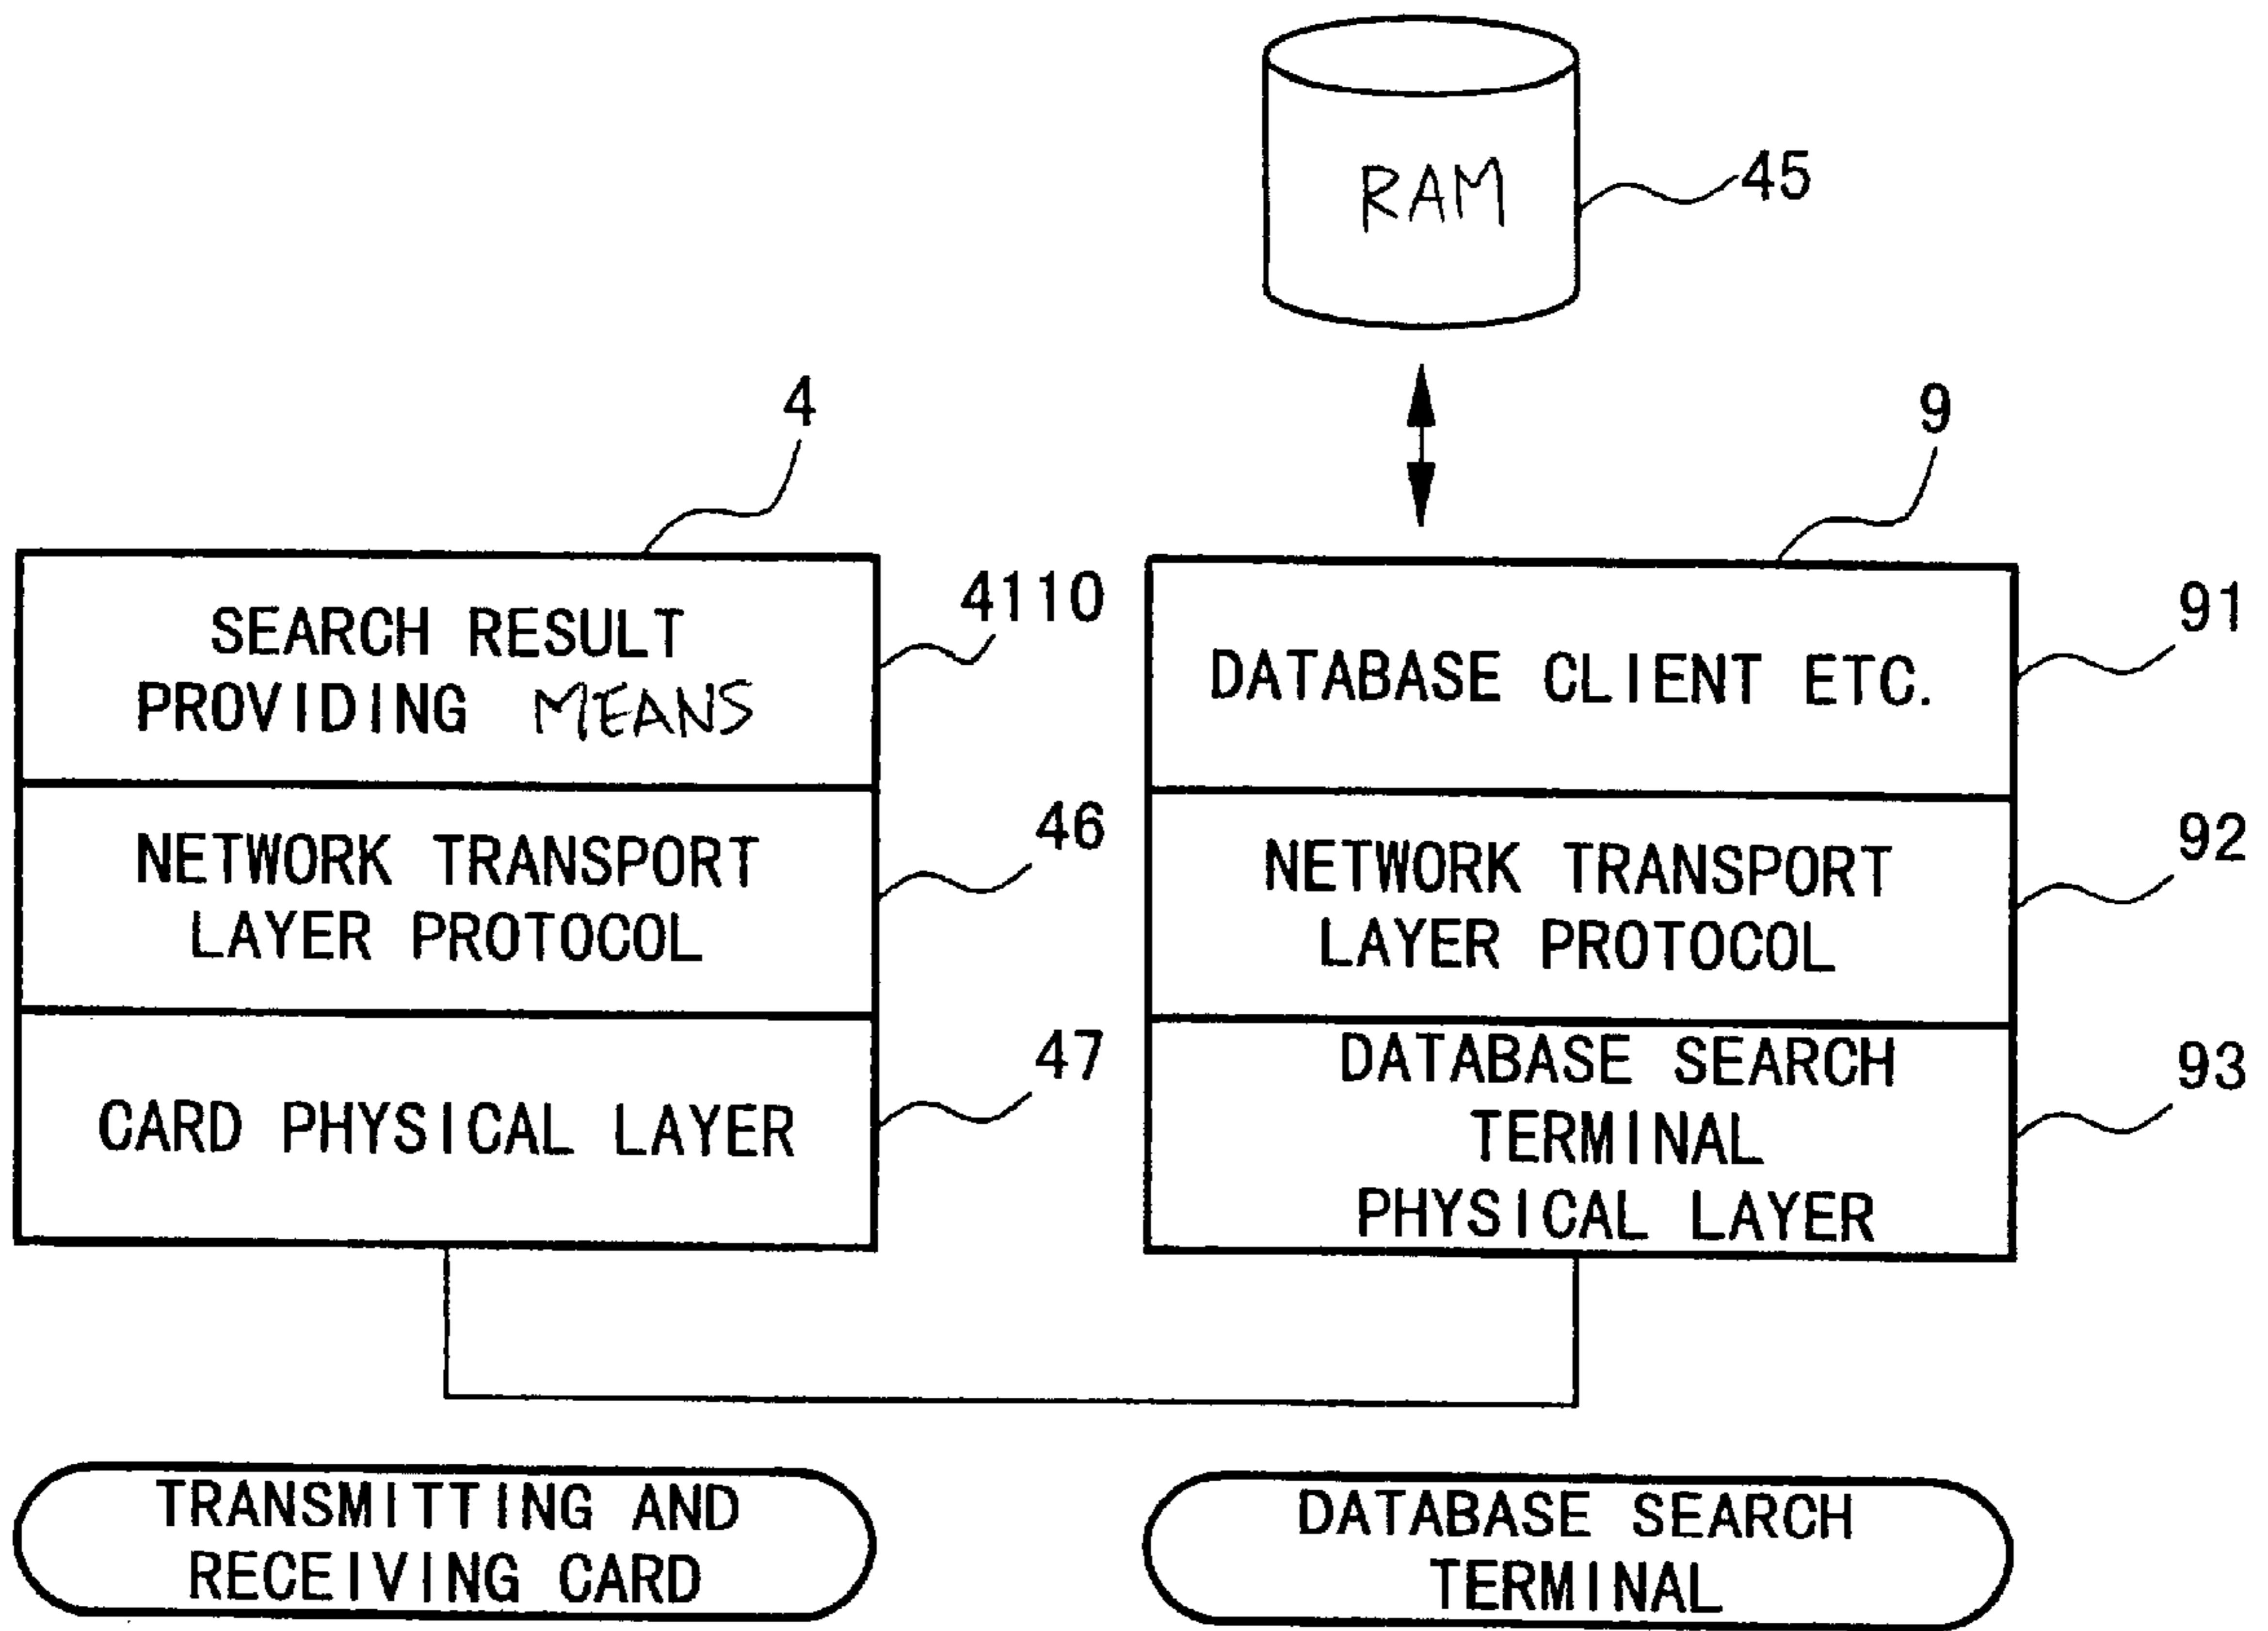 RAM
45
4
9
SEARCH RESULT
PROVIDING MEANS
4110
NETWORK TRANSPORT
LAYER PROTOCOL
46
CARD PHYSICAL LAYER
47
DATABASE CLIENT ETC.
91
NETWORK TRANSPORT
LAYER PROTOCOL
92
DATABASE SEARCH
TERMINAL
PHYSICAL LAYER
93
TRANSMITTING AND
RECEIVING CARD
DATABASE SEARCH
TERMINAL